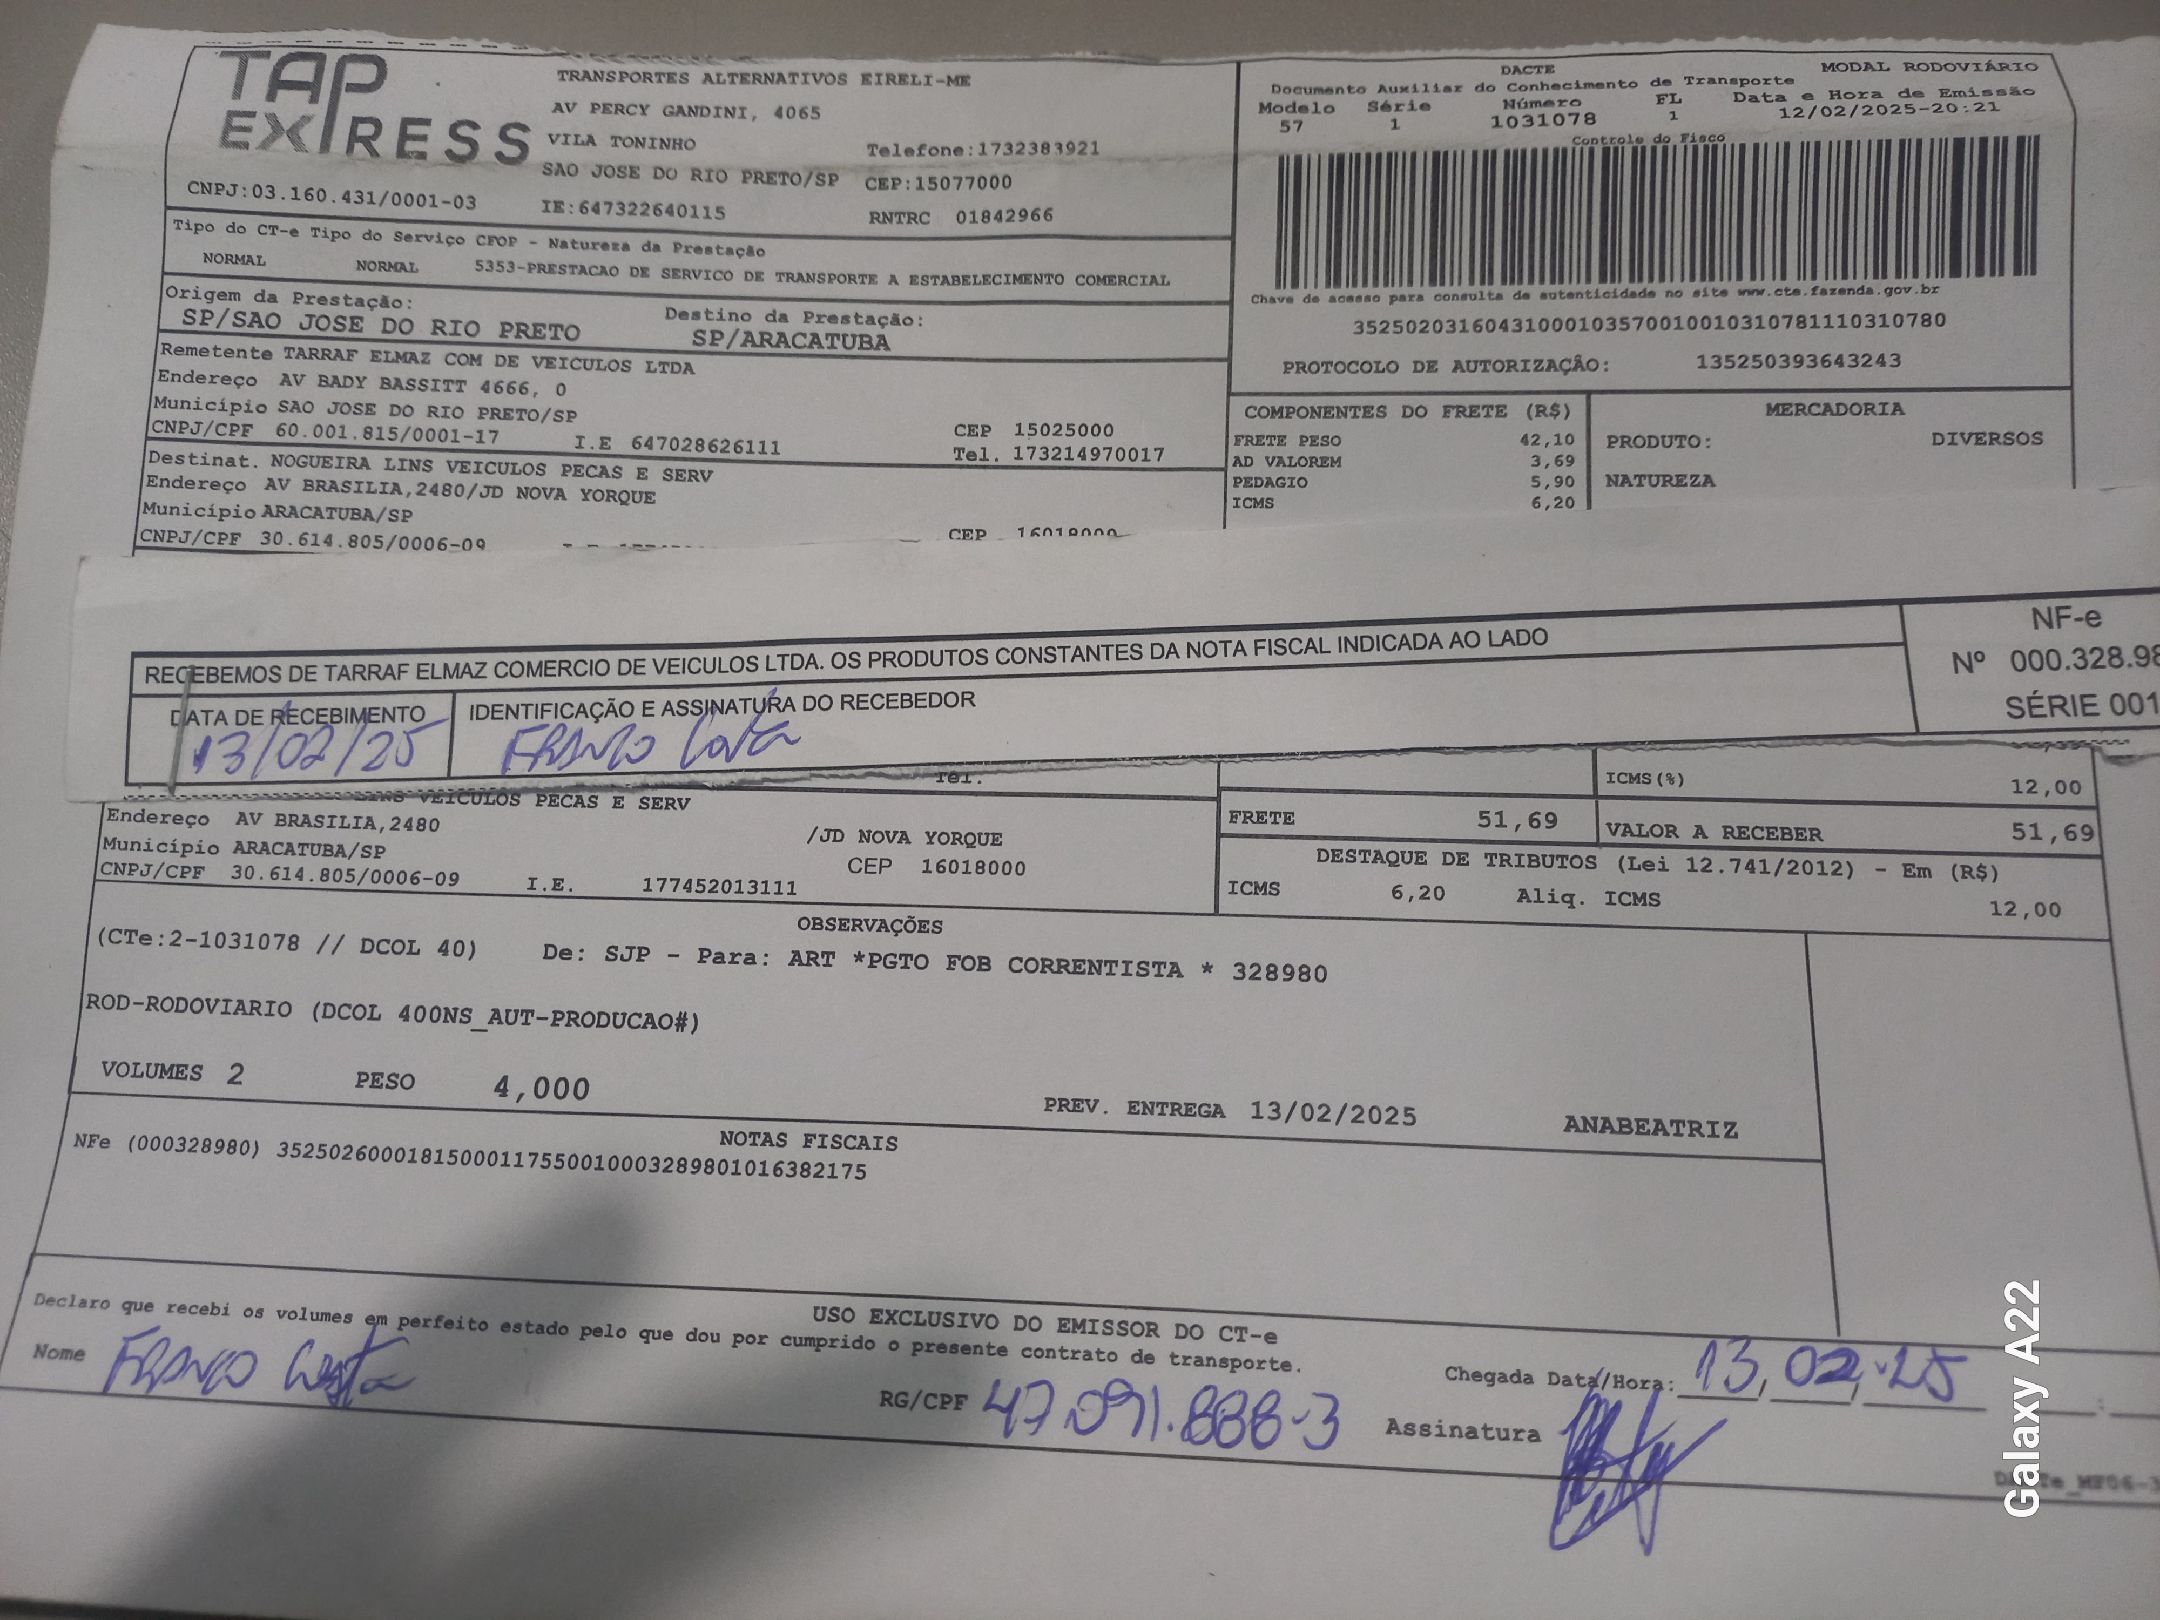 TAP EXPRESS
TRANSPORTES ALTERNATIVOS EIRELI-ME
AV PERCY GANDINI, 4065
VILA TONINHO
Telefone:1732383921
SAO JOSE DO RIO PRETO/SP CEP:15077000
CNPJ:03.160.431/0001-03 IE:647322640115 RNTRC 01842966
DACTE MODAL RODOVIÁRIO
Documento Auxiliar do Conhecimento de Transporte
Modelo Série Número FL Data e Hora de Emissão
57 1 1031078 1 12/02/2025-20:21
Controle do Fisco
Chave de acesso para consulta de autenticidade no site www.cte.fazenda.gov.br
35250203160431000103570010010310781110310780
PROTOCOLO DE AUTORIZAÇÃO: 135250393643243
Tipo do CT-e Tipo do Serviço CFOP - Natureza da Prestação
NORMAL NORMAL 5353-PRESTACAO DE SERVICO DE TRANSPORTE A ESTABELECIMENTO COMERCIAL
Origem da Prestação: Destino da Prestação:
SP/SAO JOSE DO RIO PRETO SP/ARACATUBA
Remetente TARRAF ELMAZ COM DE VEICULOS LTDA
Endereço AV BADY BASSITT 4666, 0
Município SAO JOSE DO RIO PRETO/SP
CEP 15025000
CNPJ/CPF 60.001.815/0001-17 I.E 647028626111 Tel. 173214970017
Destinat. NOGUEIRA LINS VEICULOS PECAS E SERV
Endereço AV BRASILIA,2480/JD NOVA YORQUE
Município ARACATUBA/SP
CNPJ/CPF 30.614.805/0006-09 CEP 16018000
COMPONENTES DO FRETE (R$) MERCADORIA
FRETE PESO 42,10 PRODUTO: DIVERSOS
AD VALOREM 3,69
PEDAGIO 5,90 NATUREZA
ICMS 6,20
RECEBEMOS DE TARRAF ELMAZ COMERCIO DE VEICULOS LTDA. OS PRODUTOS CONSTANTES DA NOTA FISCAL INDICADA AO LADO
NF-e
Nº 000.328.98
SÉRIE 001
DATA DE RECEBIMENTO IDENTIFICAÇÃO E ASSINATURA DO RECEBEDOR
13/02/25 Franco Costa
Tel.
LINS VEICULOS PECAS E SERV
Endereço AV BRASILIA,2480 /JD NOVA YORQUE
Município ARACATUBA/SP CEP 16018000
CNPJ/CPF 30.614.805/0006-09 I.E. 177452013111
ICMS(%) 12,00
FRETE 51,69 VALOR A RECEBER 51,69
DESTAQUE DE TRIBUTOS (Lei 12.741/2012) - Em (R$)
ICMS 6,20 Aliq. ICMS 12,00
OBSERVAÇÕES
(CTe:2-1031078 // DCOL 40) De: SJP - Para: ART *PGTO FOB CORRENTISTA * 328980
ROD-RODOVIARIO (DCOL 400NS_AUT-PRODUCAO#)
VOLUMES 2 PESO 4,000 PREV. ENTREGA 13/02/2025 ANABEATRIZ
NOTAS FISCAIS
NFe (000328980) 35250260001815000117550010003289801016382175
USO EXCLUSIVO DO EMISSOR DO CT-e
Declaro que recebi os volumes em perfeito estado pelo que dou por cumprido o presente contrato de transporte.
Nome Franco Costa RG/CPF 47.091.888-3 Chegada Data/Hora: 13,02,25
Assinatura
Galaxy A22